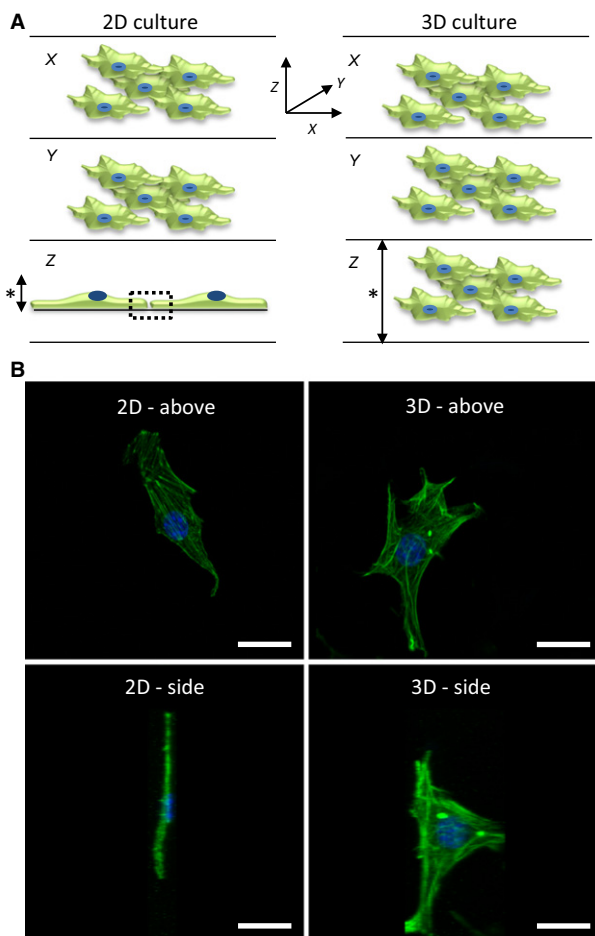 A
2D culture
3D culture
X
Z
Y
X
X
Y
Y
Z
*
Z
*
B
2D - above
3D - above
2D - side
3D - side